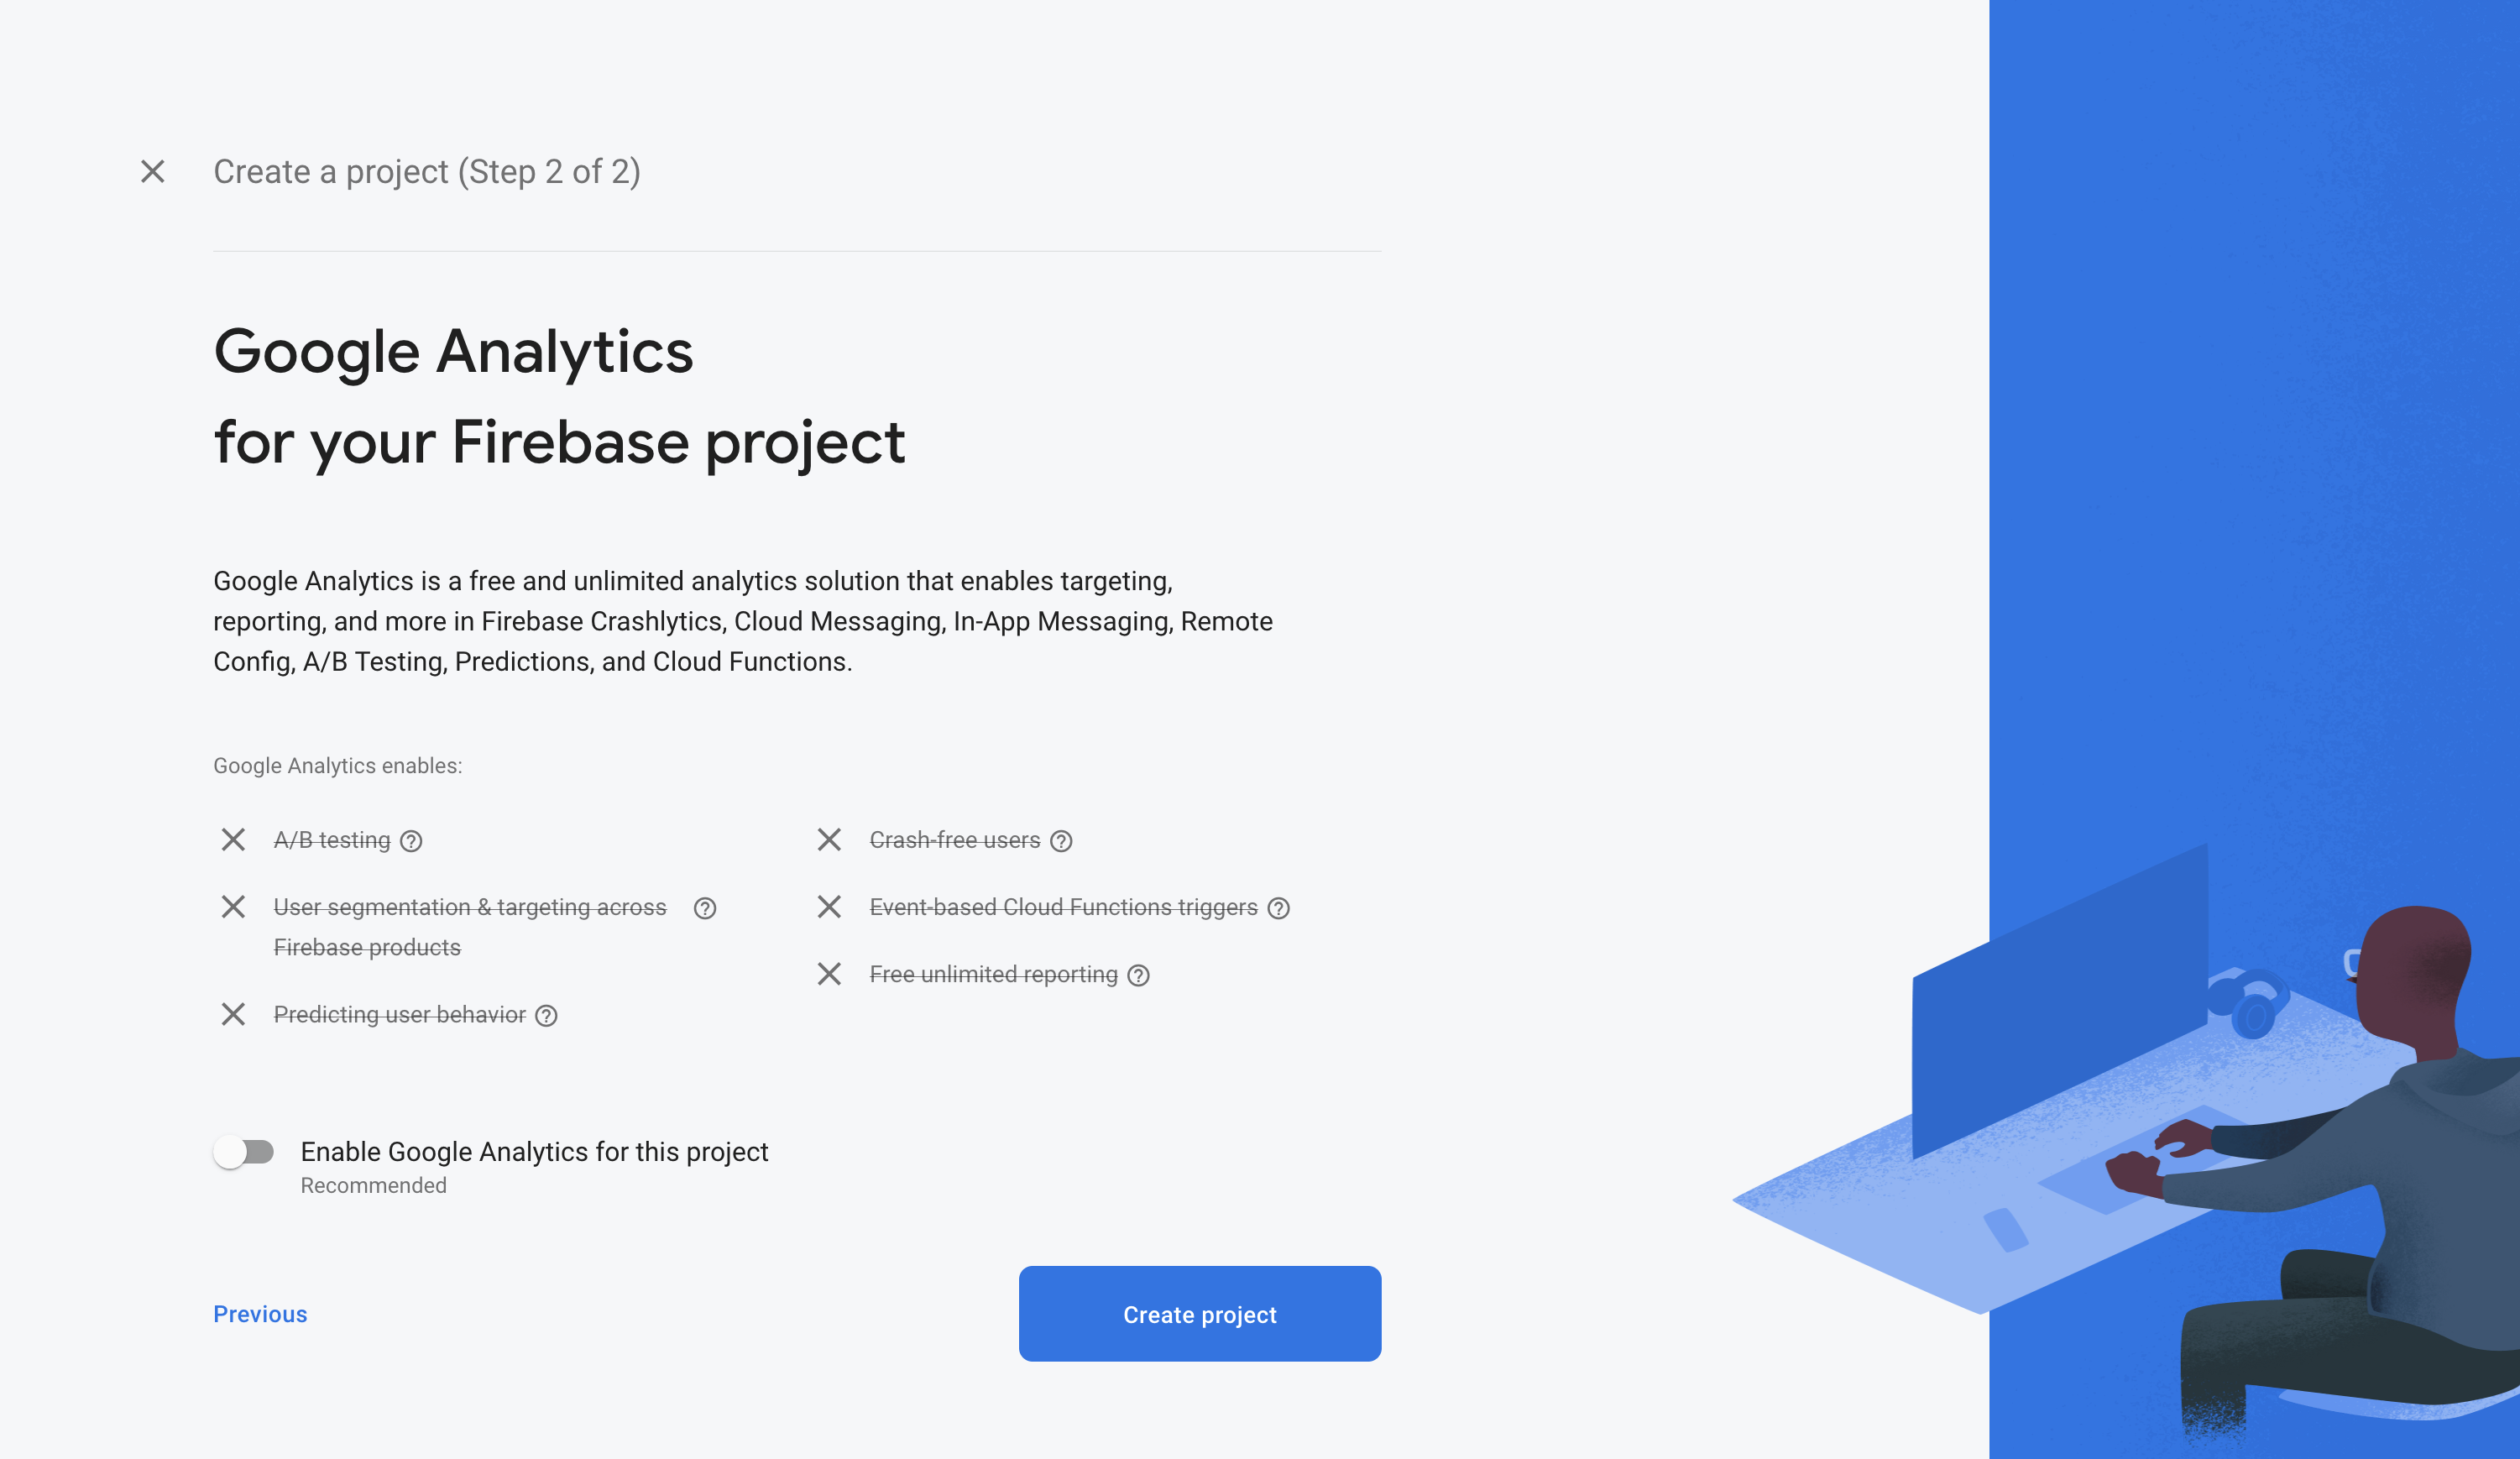 Create a project (Step 2 of 2)
Google Analytics
for your Firebase project
Google Analytics is a free and unlimited analytics solution that enables targeting,
reporting, and more in Firebase Crashlytics, Cloud Messaging, In-App Messaging, Remote
Config, A/B Testing, Predictions, and Cloud Functions.
Google Analytics enables:
A/B testing
User segmentation & targeting across
Firebase products
Predicting user behavior
Crash-free users
Event-based Cloud Functions triggers
Free unlimited reporting
Enable Google Analytics for this project
Recommended
Previous
Create project